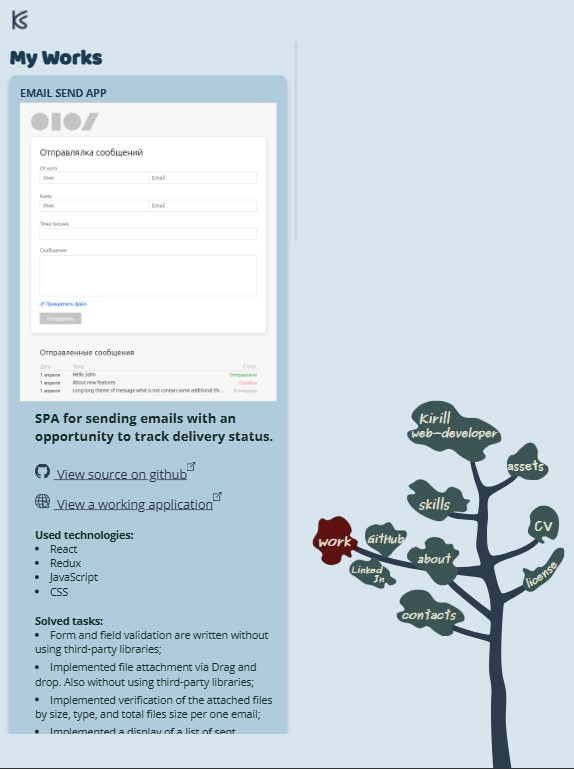 KS
My Works
EMAIL SEND APP
Отправлялка сообщений
От кого
Имя
Email
Кому
Имя
Email
Тема письма
Сообщение
Прикрепить файл
Отправить
Отправленные сообщения
Дата Тема Статус
1 апреля Hello John Отправлено
1 апреля About new features Ошибка
1 апреля Long long theme of message what is not contain some additional thi... В очереди
SPA for sending emails with an
opportunity to track delivery status.
View source on github
View a working application
Used technologies:
• React
• Redux
• JavaScript
• CSS
Solved tasks:
• Form and field validation are written without
using third-party libraries;
• Implemented file attachment via Drag and
drop. Also without using third-party libraries;
• Implemented verification of the attached files
by size, type, and total files size per one email;
• Implemented a display of a list of sent
Kirill
web-developer
assets
skills
CV
work
GitHub
about
Linked
In
license
contacts